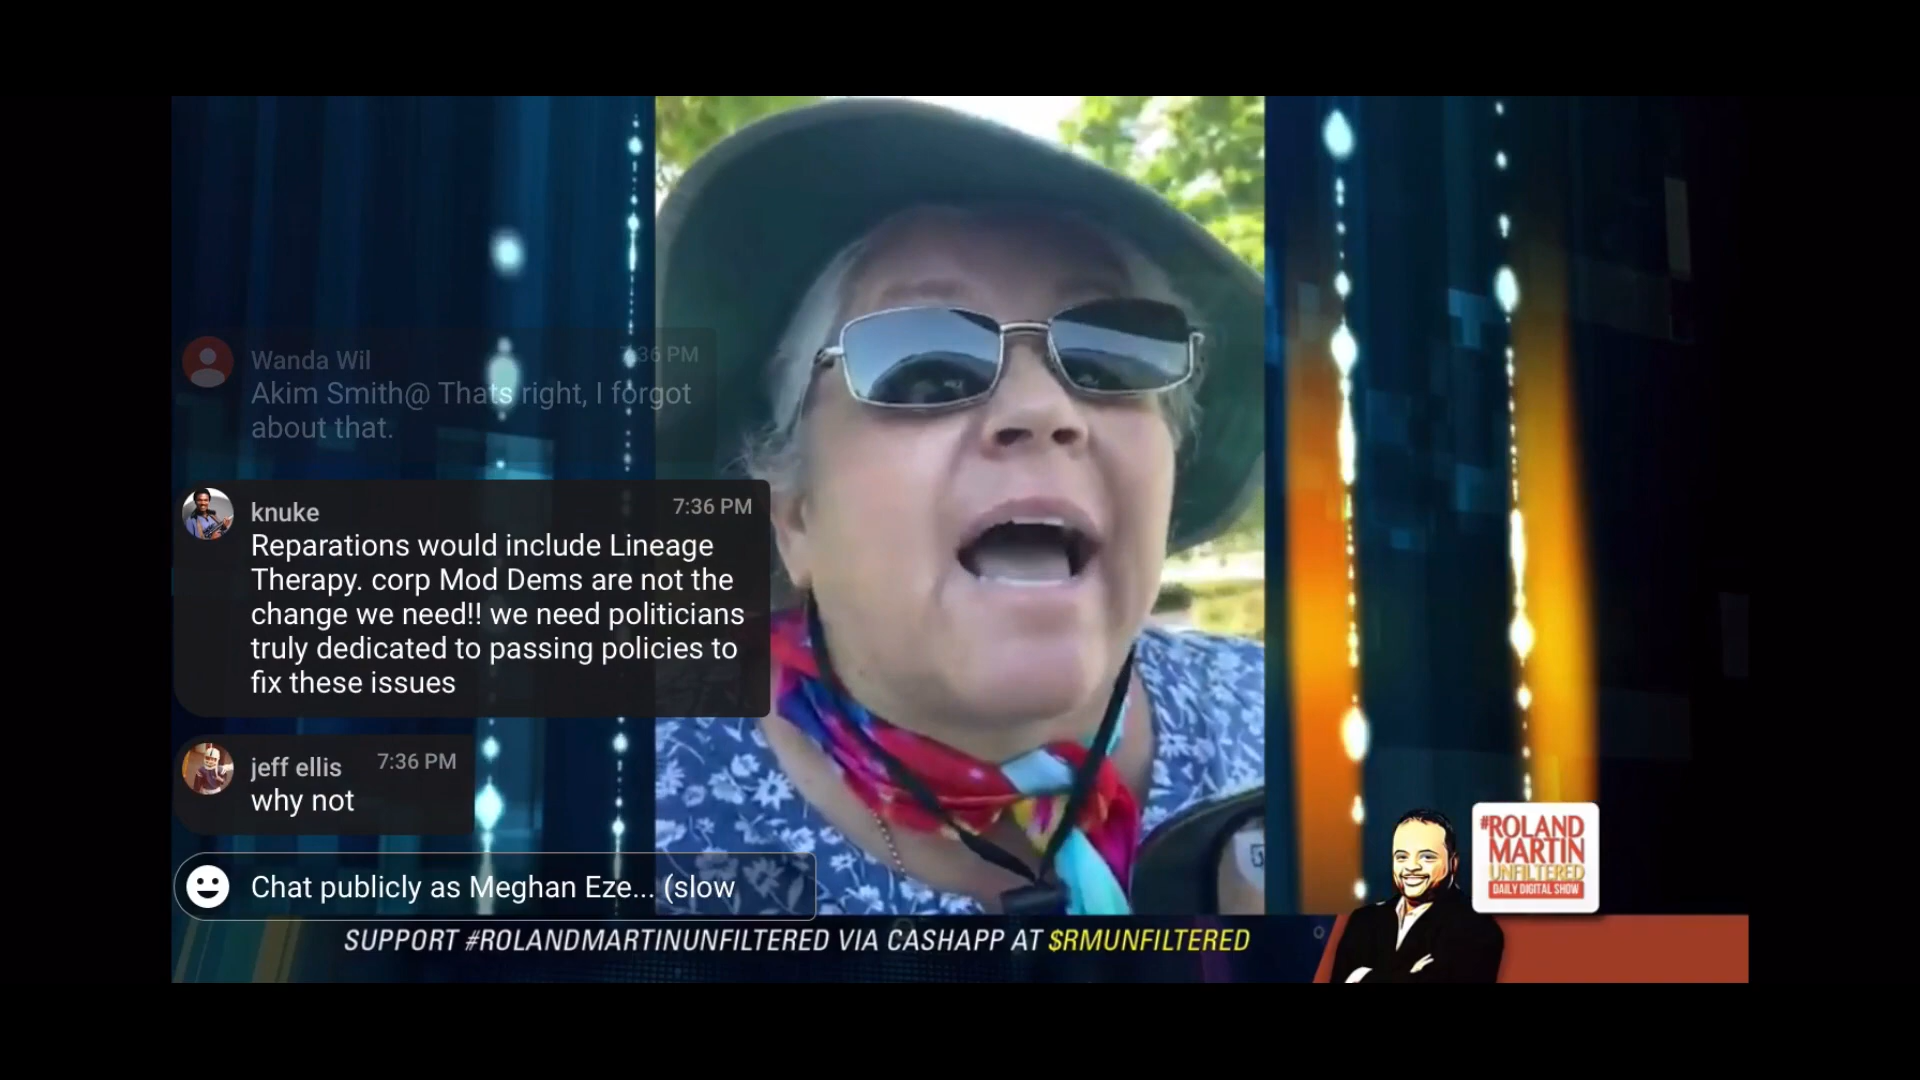 Wanda Wil 7:36 PM
Akim Smith@ Thats right, I forgot
about that.
knuke 7:36 PM
Reparations would include Lineage
Therapy. corp Mod Dems are not the
change we need!! we need politicians
truly dedicated to passing policies to
fix these issues
jeff ellis 7:36 PM
why not
Chat publicly as Meghan Eze... (slow
#ROLAND
MARTIN
UNFILTERED
DAILY DIGITAL SHOW
SUPPORT #ROLANDMARTINUNFILTERED VIA CASHAPP AT $RMUNFILTERED